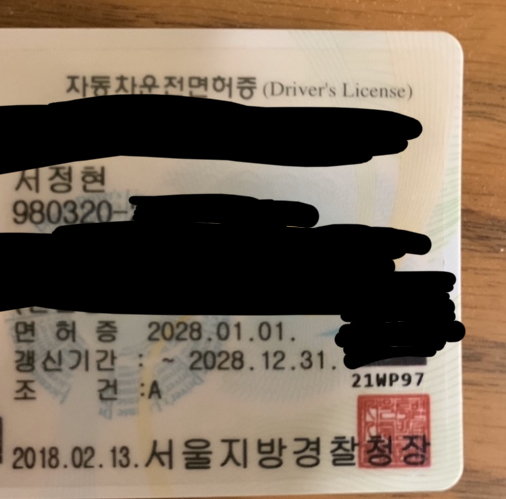 자동차운전면허증 (Driver's License)
서정현
980320-
면 허 증 2028.01.01.
갱신기간 : ~ 2028.12.31.
조 건 :A
21WP97
2018.02.13. 서울지방경찰청장